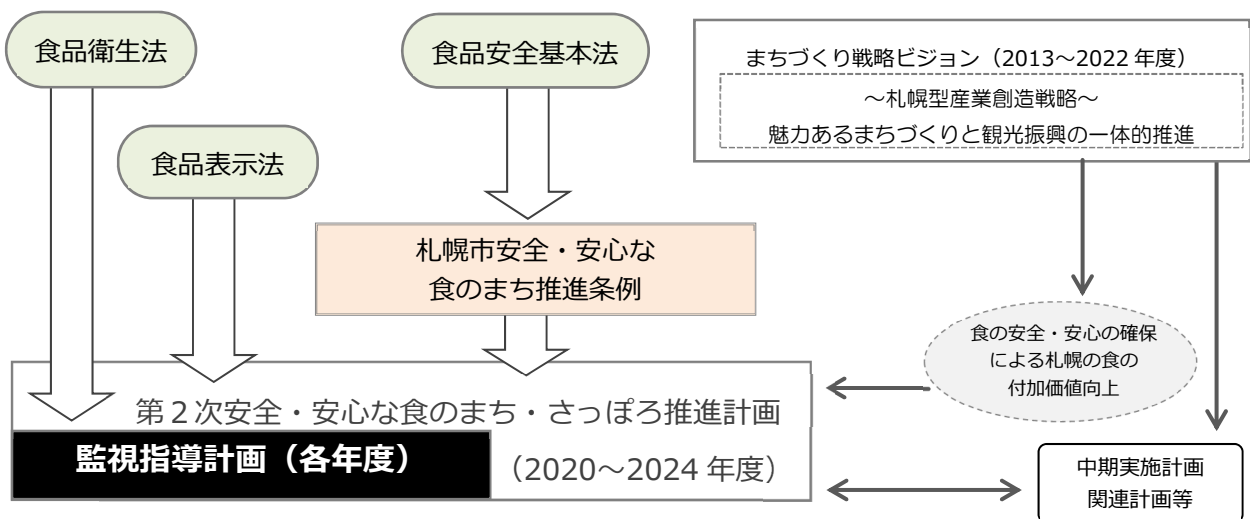 食品衛生法
食品安全基本法
まちづくり戦略ビジョン（2013～2022 年度）
～札幌型産業創造戦略～
魅力あるまちづくりと観光振興の一体的推進
食品表示法
札幌市安全・安心な
食のまち推進条例
食の安全・安心の確保
による札幌の食の
付加価値向上
第２次安全・安心な食のまち・さっぽろ推進計画
監視指導計画（各年度）
（2020～2024 年度）
中期実施計画
関連計画等